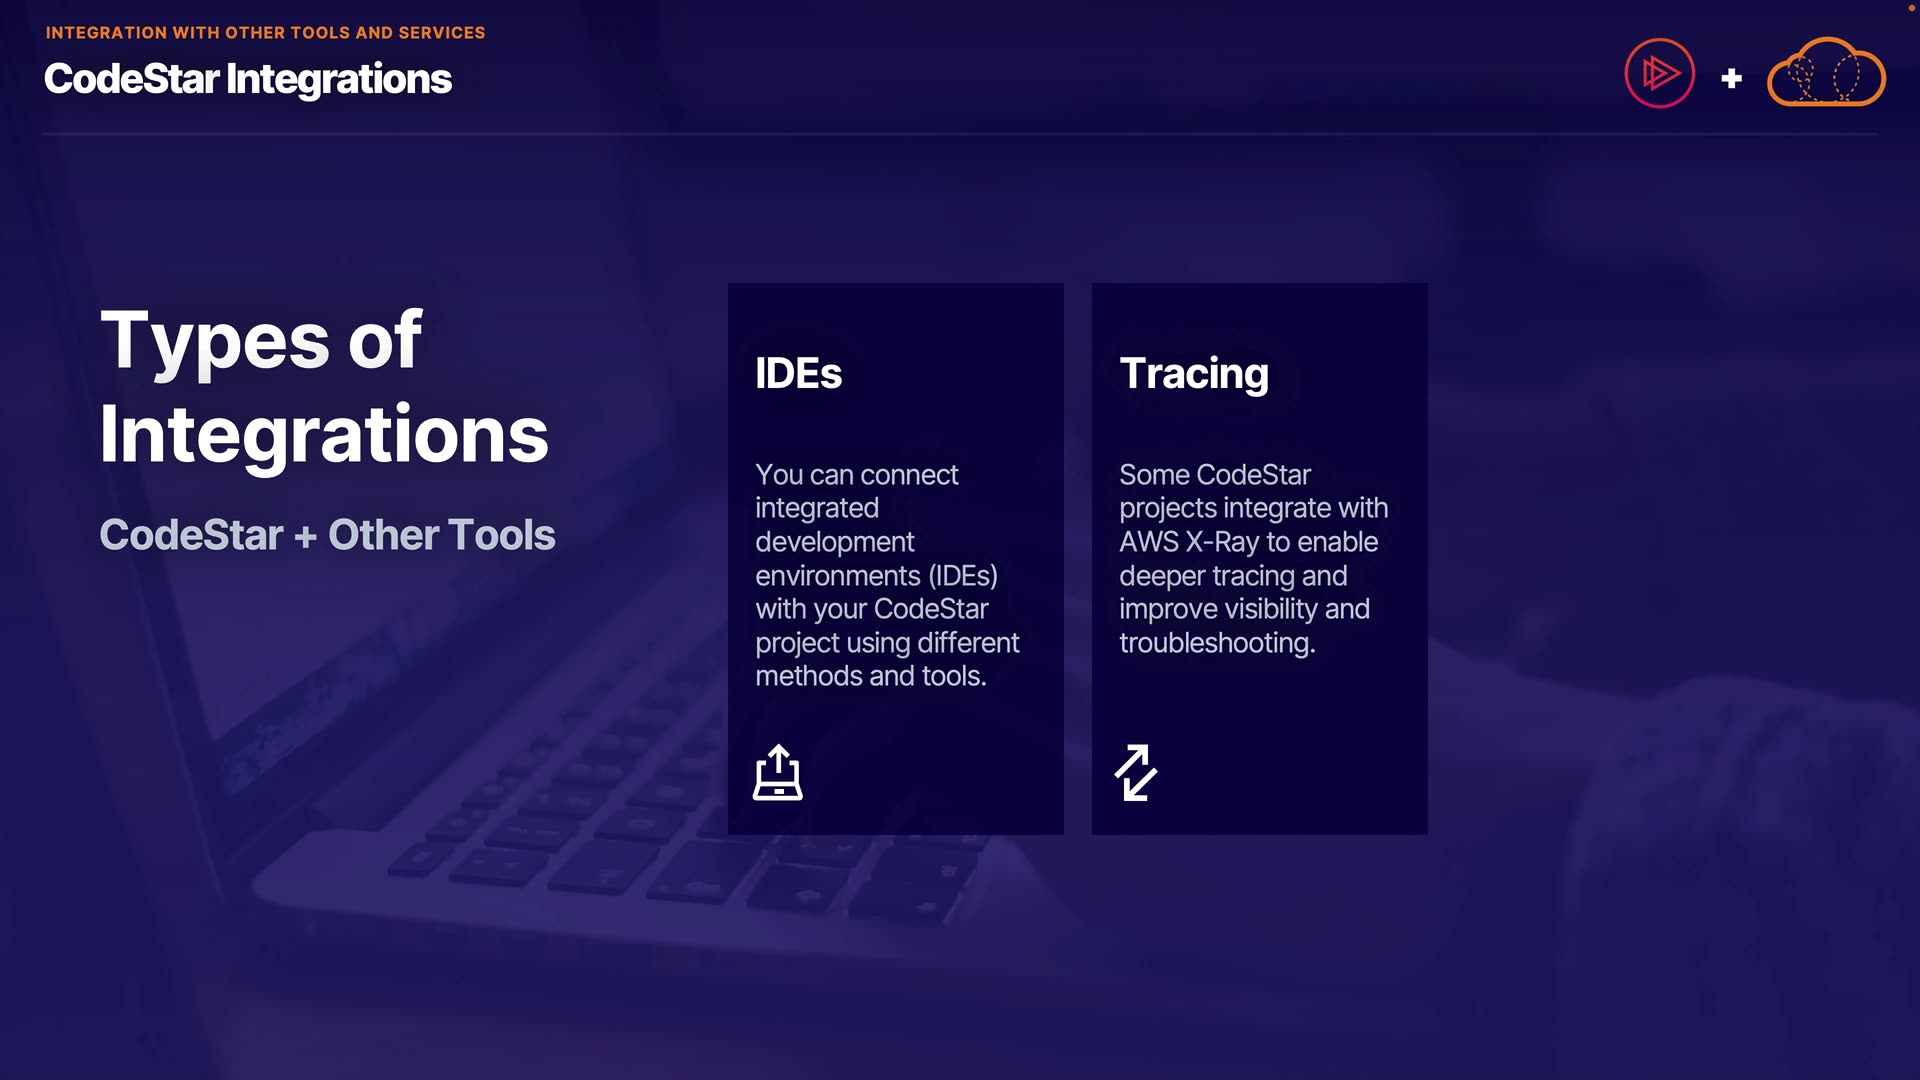 INTEGRATION WITH OTHER TOOLS AND SERVICES
CodeStar Integrations
+
Types of
Integrations
CodeStar + Other Tools
IDEs
You can connect
integrated
development
environments (IDEs)
with your CodeStar
project using different
methods and tools.
Tracing
Some CodeStar
projects integrate with
AWS X-Ray to enable
deeper tracing and
improve visibility and
troubleshooting.